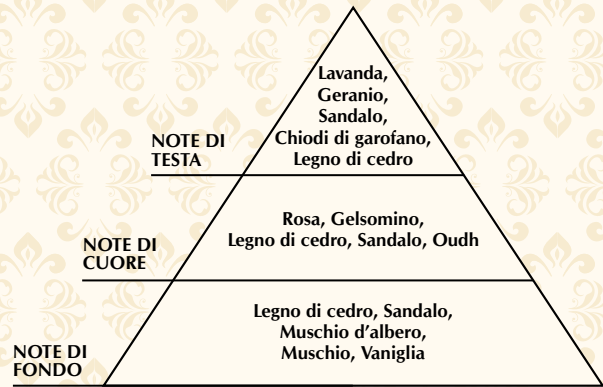 Lavanda,
Geranio,
Sandalo,
Chiodi di garofano,
Legno di cedro
NOTE DI
TESTA
Rosa, Gelsomino,
Legno di cedro, Sandalo, Oudh
NOTE DI
CUORE
Legno di cedro, Sandalo,
Muschio d’albero,
Muschio, Vaniglia
NOTE DI
FONDO